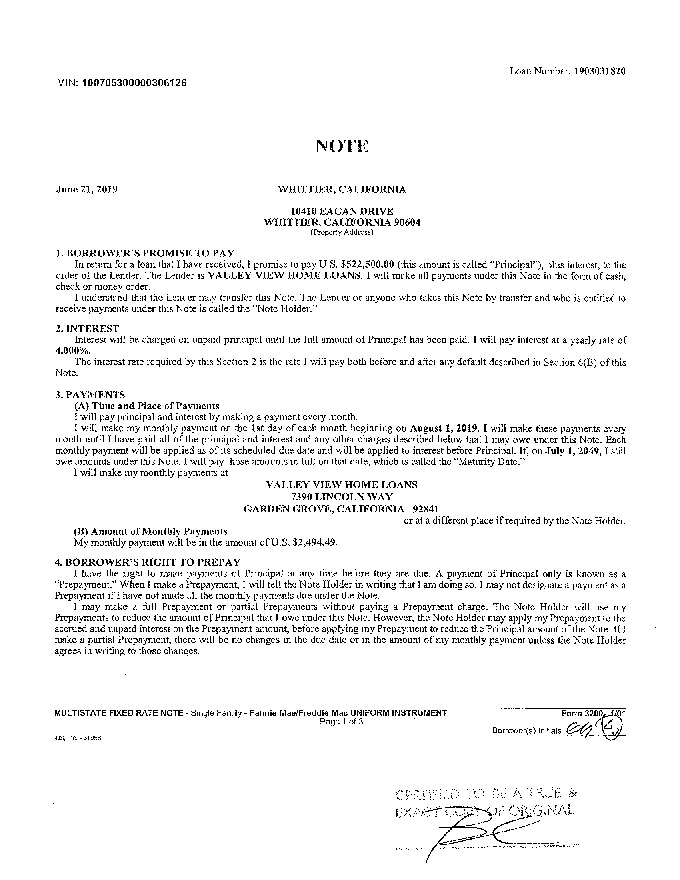 Loan Number: 1903031820
VIN: 100705300000306126
NOTE
June 21, 2019 WHITTIER, CALIFORNIA
10410 EAGAN DRIVE
WHITTIER, CALIFORNIA 90604
(Property Address)
1. BORROWER'S PROMISE TO PAY
In return for a loan that I have received, I promise to pay U.S. $522,500.00 (this amount is called "Principal"), plus interest, to the
order of the Lender. The Lender is VALLEY VIEW HOME LOANS. I will make all payments under this Note in the form of cash,
check or money order.
I understand that the Lender may transfer this Note. The Lender or anyone who takes this Note by transfer and who is entitled to
receive payments under this Note is called the "Note Holder."
2. INTEREST
Interest will be charged on unpaid principal until the full amount of Principal has been paid. I will pay interest at a yearly rate of
4.000%.
The interest rate required by this Section 2 is the rate I will pay both before and after any default described in Section 6(B) of this
Note.
3. PAYMENTS
(A) Time and Place of Payments
I will pay principal and interest by making a payment every month.
I will make my monthly payment on the 1st day of each month beginning on August 1, 2019. I will make these payments every
month until I have paid all of the principal and interest and any other charges described below that I may owe under this Note. Each
monthly payment will be applied as of its scheduled due date and will be applied to interest before Principal. If, on July 1, 2049, I still
owe amounts under this Note, I will pay those amounts in full on that date, which is called the "Maturity Date."
I will make my monthly payments at
VALLEY VIEW HOME LOANS
7390 LINCOLN WAY
GARDEN GROVE, CALIFORNIA 92841
or at a different place if required by the Note Holder.
(B) Amount of Monthly Payments
My monthly payment will be in the amount of U.S. $2,494.49.
4. BORROWER'S RIGHT TO PREPAY
I have the right to make payments of Principal at any time before they are due. A payment of Principal only is known as a
"Prepayment." When I make a Prepayment, I will tell the Note Holder in writing that I am doing so. I may not designate a payment as a
Prepayment if I have not made all the monthly payments due under the Note.
I may make a full Prepayment or partial Prepayments without paying a Prepayment charge. The Note Holder will use my
Prepayments to reduce the amount of Principal that I owe under this Note. However, the Note Holder may apply my Prepayment to the
accrued and unpaid interest on the Prepayment amount, before applying my Prepayment to reduce the Principal amount of the Note. If I
make a partial Prepayment, there will be no changes in the due date or in the amount of my monthly payment unless the Note Holder
agrees in writing to those changes.
MULTISTATE FIXED RATE NOTE - Single Family - Fannie Mae/Freddie Mac UNIFORM INSTRUMENT
Form 3200 1/01
Page 1 of 3
Borrower(s) Initials
CERTIFIED TO BE A TRUE &
EXACT COPY OF ORIGINAL